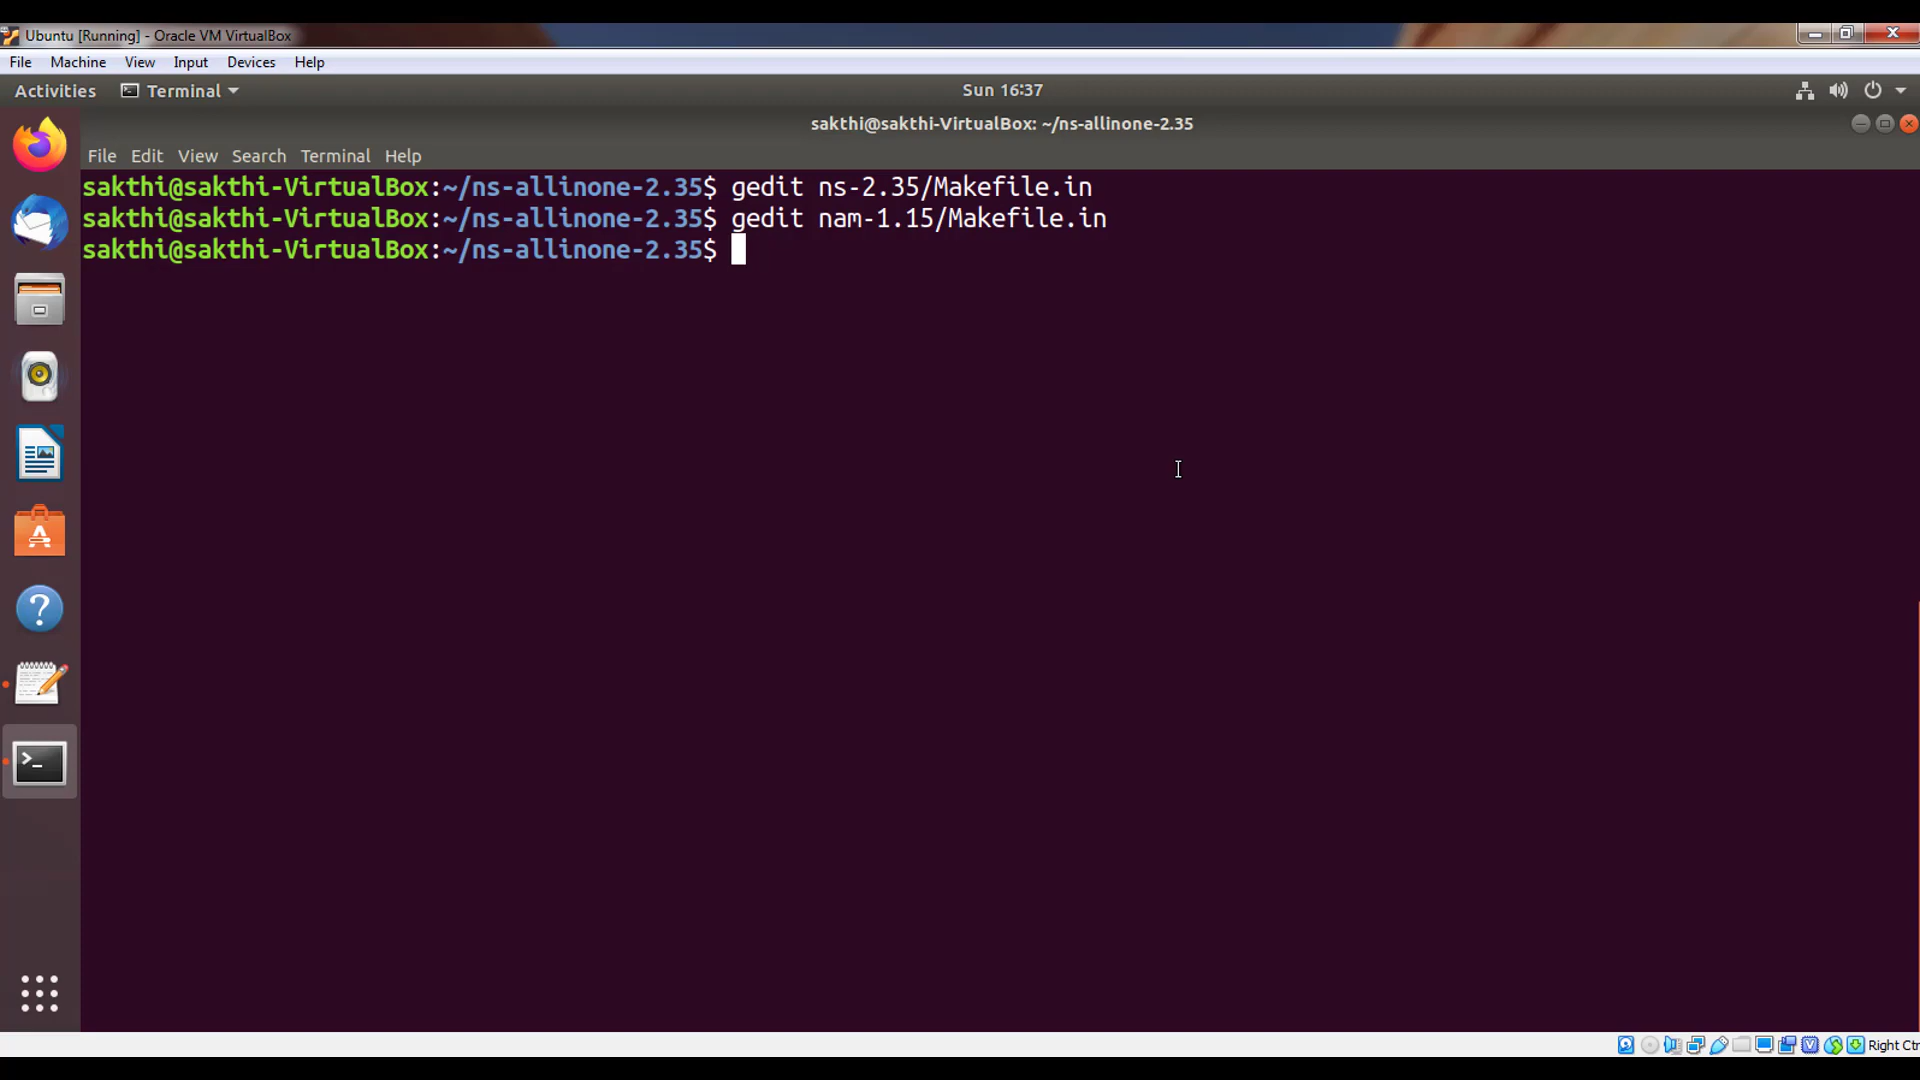 Ubuntu [Running] - Oracle VM VirtualBox
File Machine View Input Devices Help
Activities Terminal Sun 16:37
sakthi@sakthi-VirtualBox: ~/ns-allinone-2.35
File Edit View Search Terminal Help
sakthi@sakthi-VirtualBox:~/ns-allinone-2.35$ gedit ns-2.35/Makefile.in
sakthi@sakthi-VirtualBox:~/ns-allinone-2.35$ gedit nam-1.15/Makefile.in
sakthi@sakthi-VirtualBox:~/ns-allinone-2.35$
Right Ctr